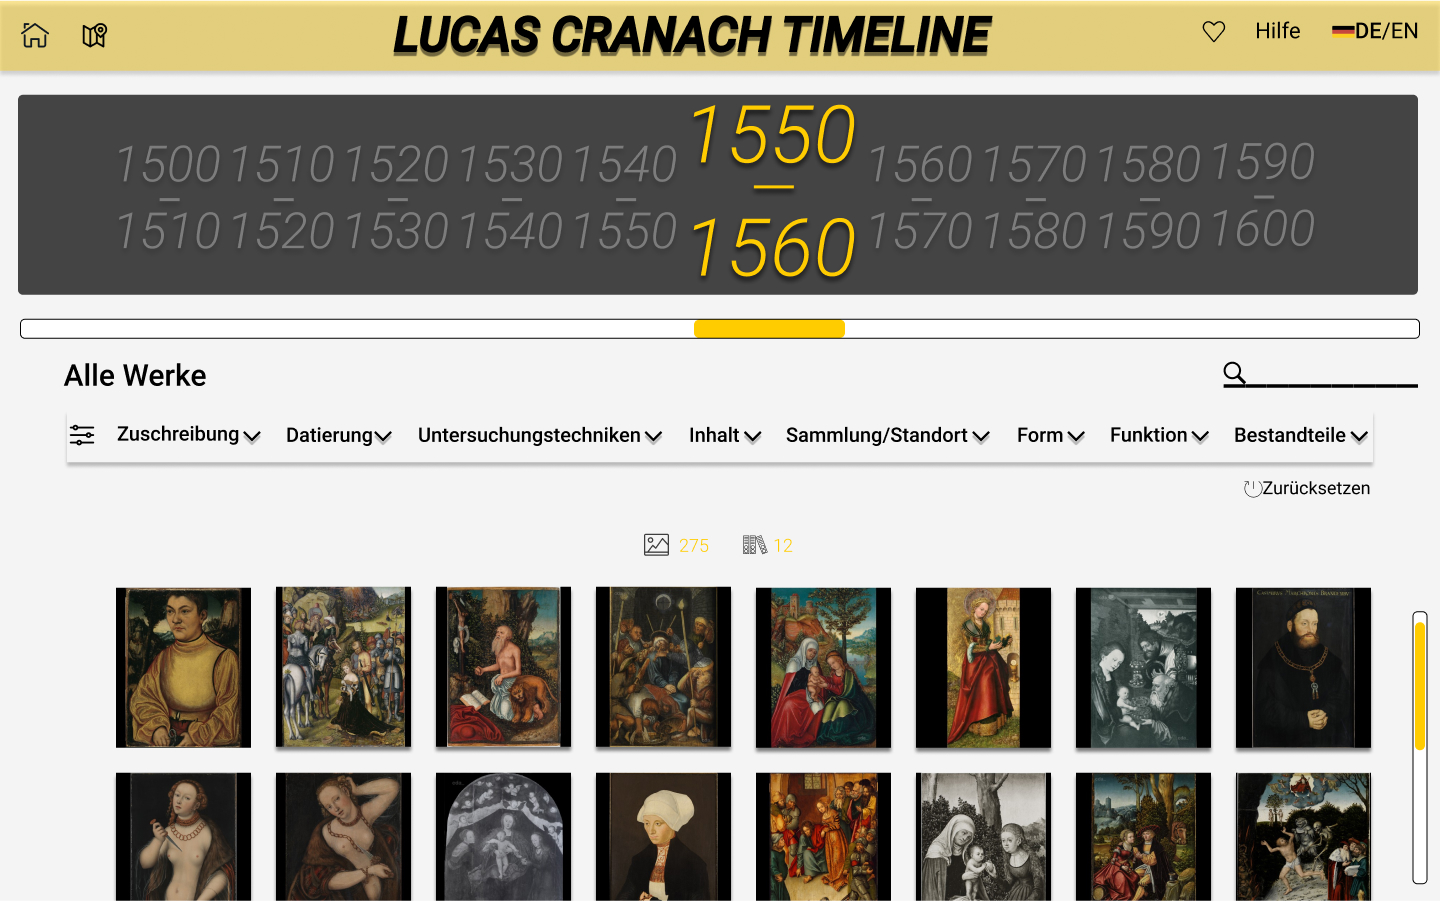 LUCAS CRANACH TIMELINE
Hilfe
DE/EN
1500 1510 1520 1530 1540 1550 1560 1570 1580 1590
— — — — — — — — — —
1510 1520 1530 1540 1550 1560 1570 1580 1590 1600
Alle Werke
Zuschreibung Datierung Untersuchungstechniken Inhalt Sammlung/Standort Form Funktion Bestandteile
Zurücksetzen
275 12